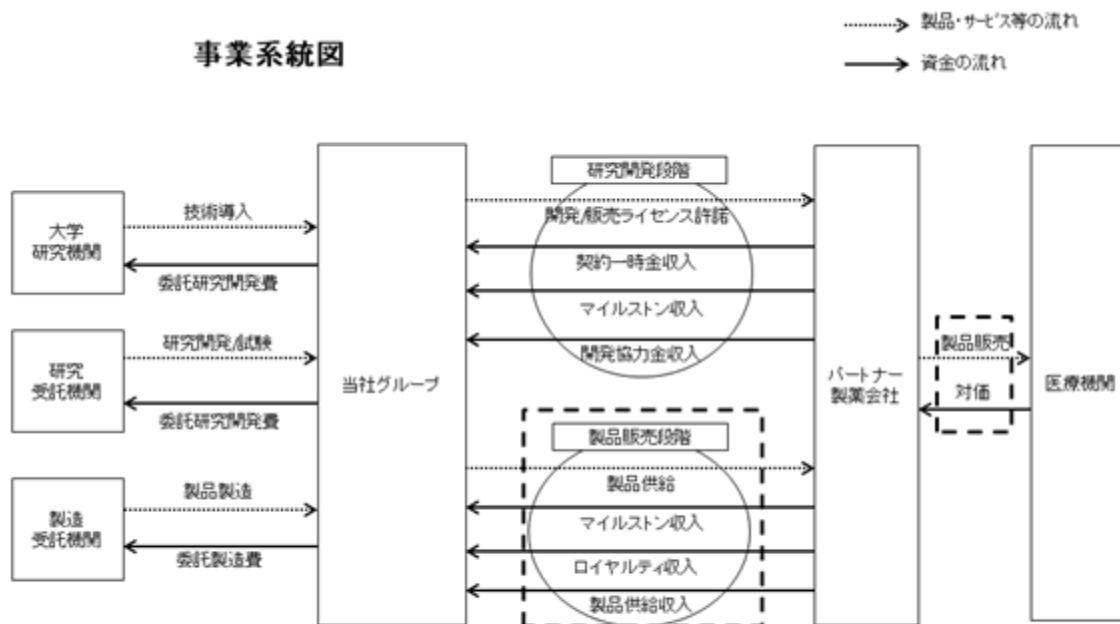 事業系統図
製品・サービス等の流れ
資金の流れ
大学
研究機関
技術導入
委託研究開発費
研究
受託機関
研究開発/試験
委託研究開発費
製造
受託機関
製品製造
委託製造費
当社グループ
研究開発段階
開発/販売ライセンス許諾
契約一時金収入
マイルストン収入
開発協力金収入
製品販売段階
製品供給
マイルストン収入
ロイヤルティ収入
製品供給収入
パートナー
製薬会社
製品販売
対価
医療機関